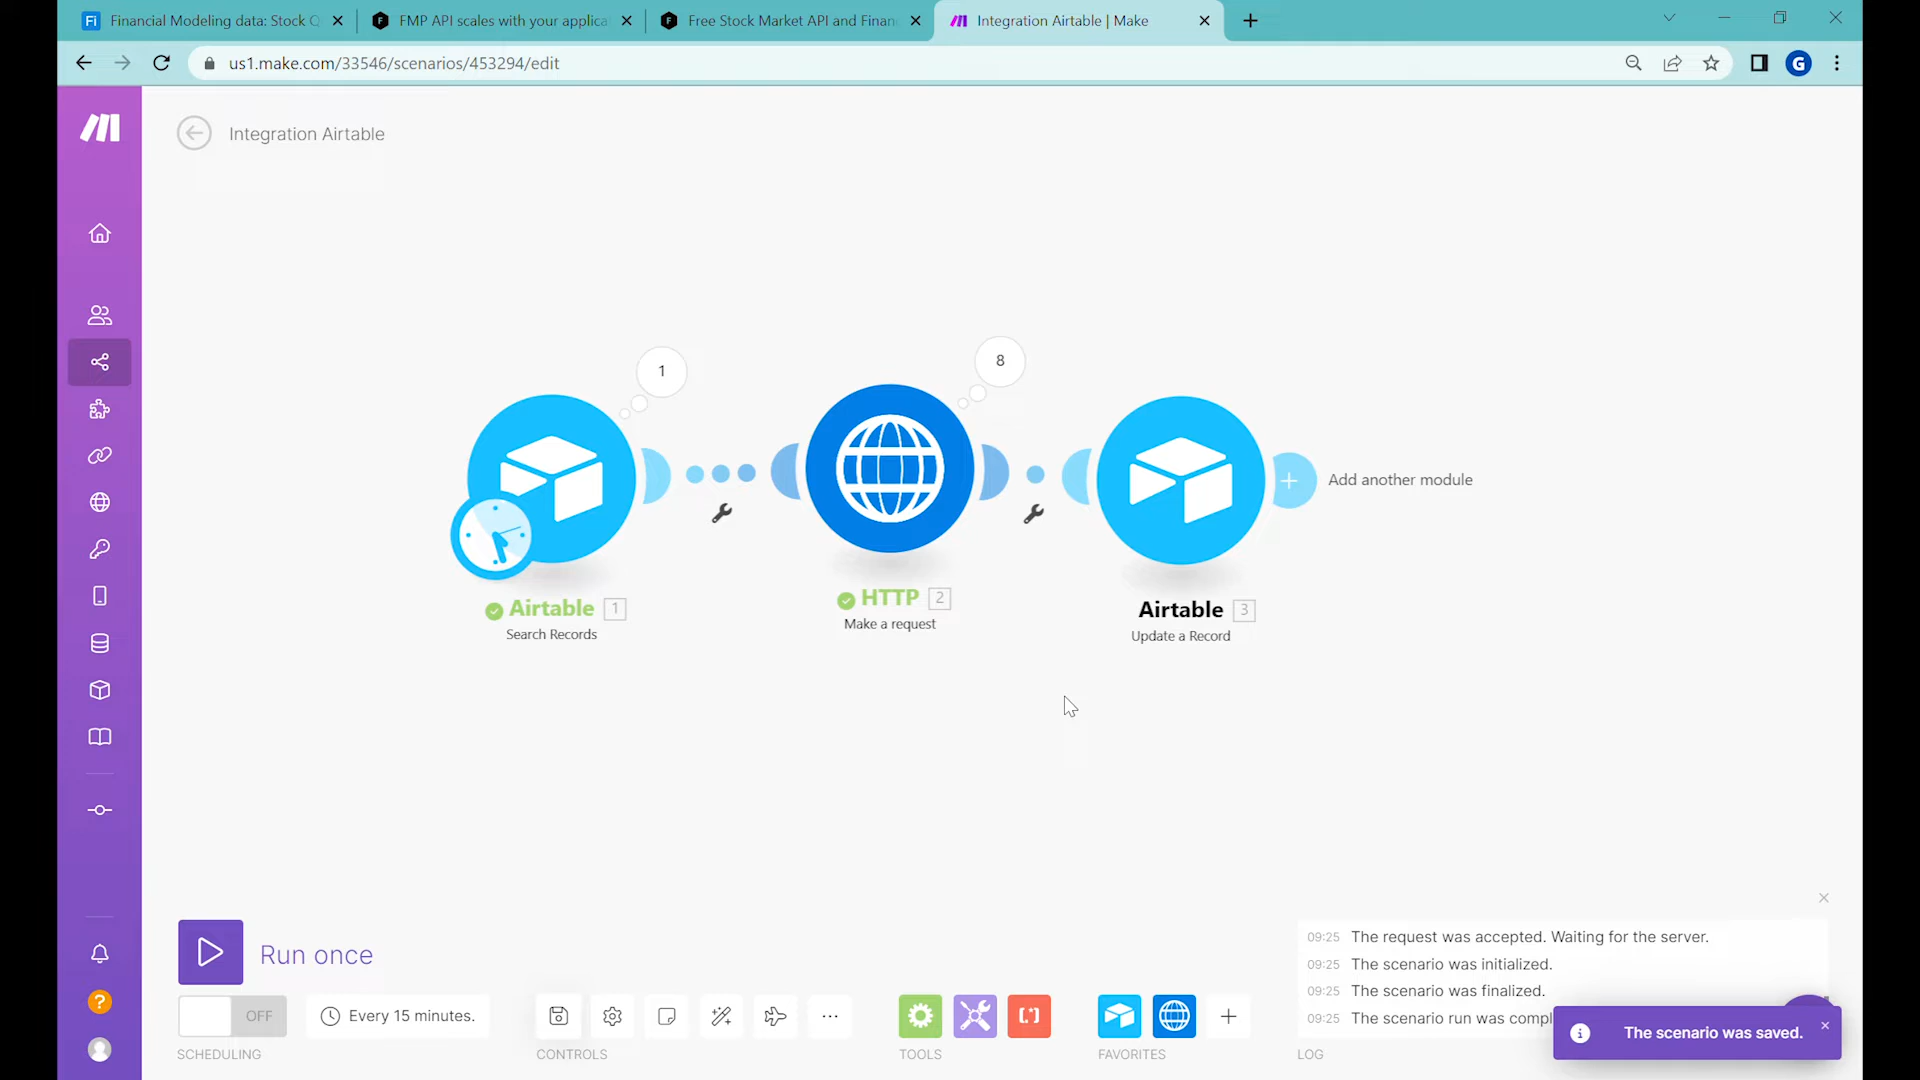 Financial Modeling data: Stock Q
FMP API scales with your applica
Free Stock Market API and Finan
Integration Airtable | Make
us1.make.com/33546/scenarios/453294/edit
G
Integration Airtable
1
8
Add another module
Airtable 1
Search Records
HTTP 2
Make a request
Airtable 3
Update a Record
Run once
OFF
Every 15 minutes.
SCHEDULING
CONTROLS
TOOLS
FAVORITES
LOG
09:25 The request was accepted. Waiting for the server.
09:25 The scenario was initialized.
09:25 The scenario was finalized.
09:25 The scenario run was compl
The scenario was saved.